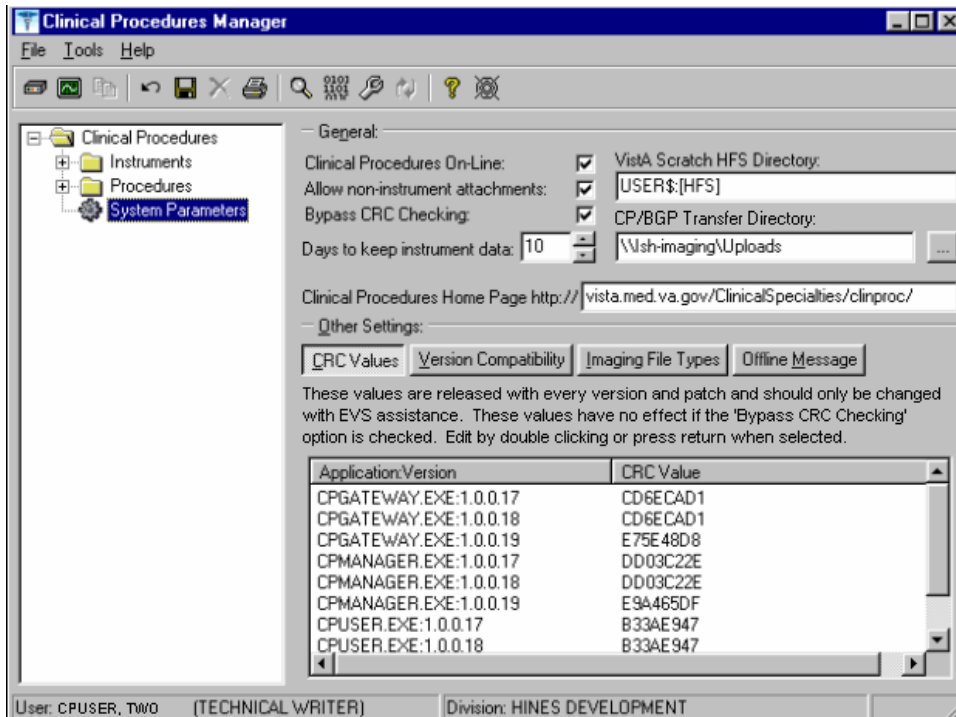 Clinical Procedures Manager
File Tools Help
Clinical Procedures
Instruments
Procedures
System Parameters
General:
Clinical Procedures On-Line:
VistA Scratch HFS Directory:
Allow non-instrument attachments:
USER$:[HFS]
Bypass CRC Checking:
CP/BGP Transfer Directory:
Days to keep instrument data: 10
\\Ish-imaging\Uploads
...
Clinical Procedures Home Page http:// vista.med.va.gov/ClinicalSpecialties/clinproc/
Other Settings:
CRC Values Version Compatibility Imaging File Types Offline Message
These values are released with every version and patch and should only be changed
with EVS assistance. These values have no effect if the 'Bypass CRC Checking'
option is checked. Edit by double clicking or press return when selected.
Application:Version CRC Value
CPGATEWAY.EXE:1.0.0.17 CD6ECAD1
CPGATEWAY.EXE:1.0.0.18 CD6ECAD1
CPGATEWAY.EXE:1.0.0.19 E75E48D8
CPMANAGER.EXE:1.0.0.17 DD03C22E
CPMANAGER.EXE:1.0.0.18 DD03C22E
CPMANAGER.EXE:1.0.0.19 E9A465DF
CPUSER.EXE:1.0.0.17 B33AE947
CPUSER.EXE:1.0.0.18 B33AE947
User: CPUSER, TWO (TECHNICAL WRITER) Division: HINES DEVELOPMENT